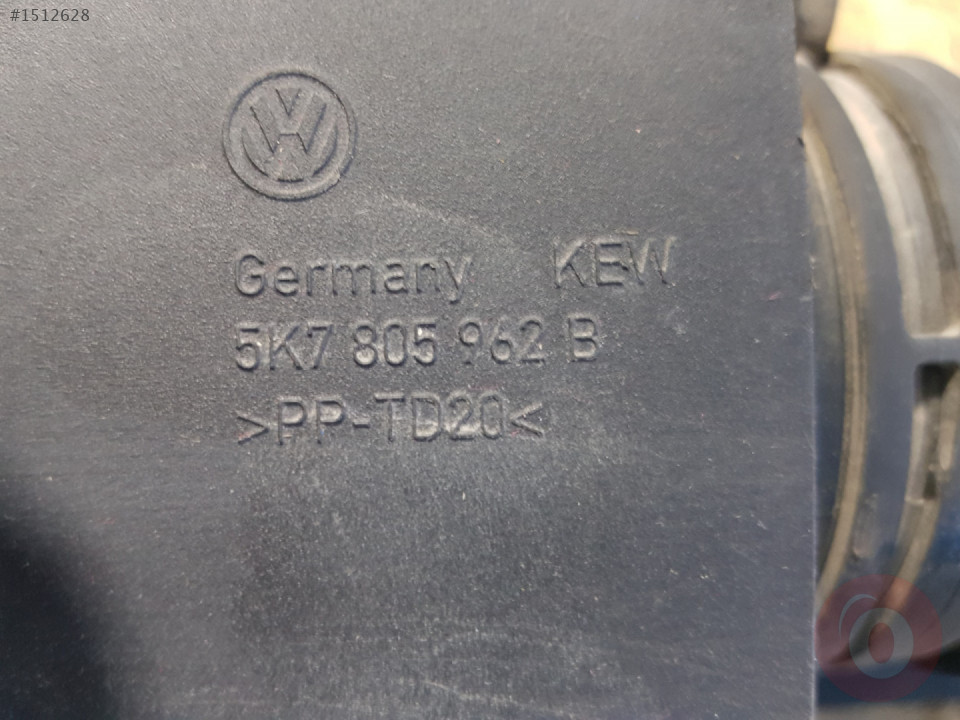 #1512628
Germany KEW
5K7 805 962 B
>PP-TD20<